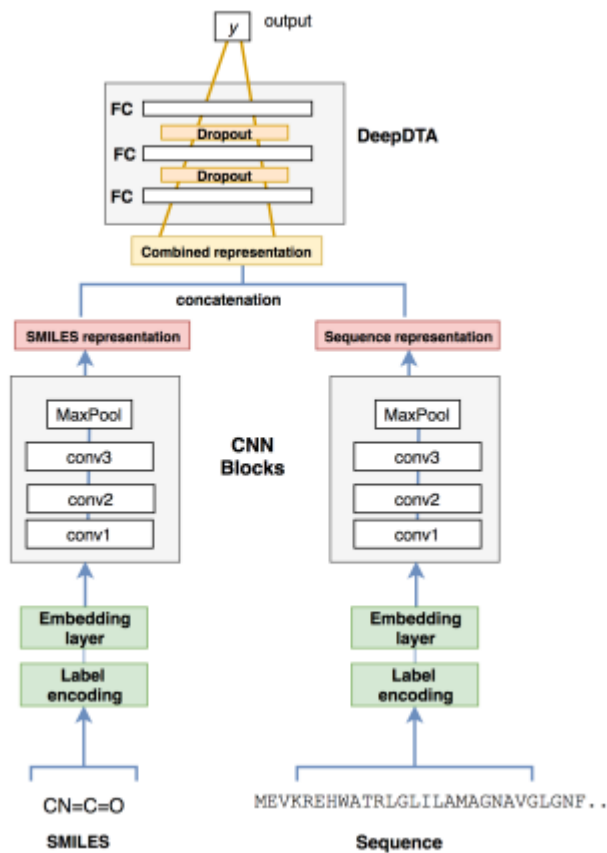 y
output
FC
Dropout
DeepDTA
FC
Dropout
FC
Combined representation
concatenation
SMILES representation
Sequence representation
MaxPool
conv3
conv2
conv1
CNN
Blocks
MaxPool
conv3
conv2
conv1
Embedding
layer
Label
encoding
Embedding
layer
Label
encoding
CN=C=O
SMILES
MEVKREHWATRLGLILAMAGNAVGLGNF..
Sequence